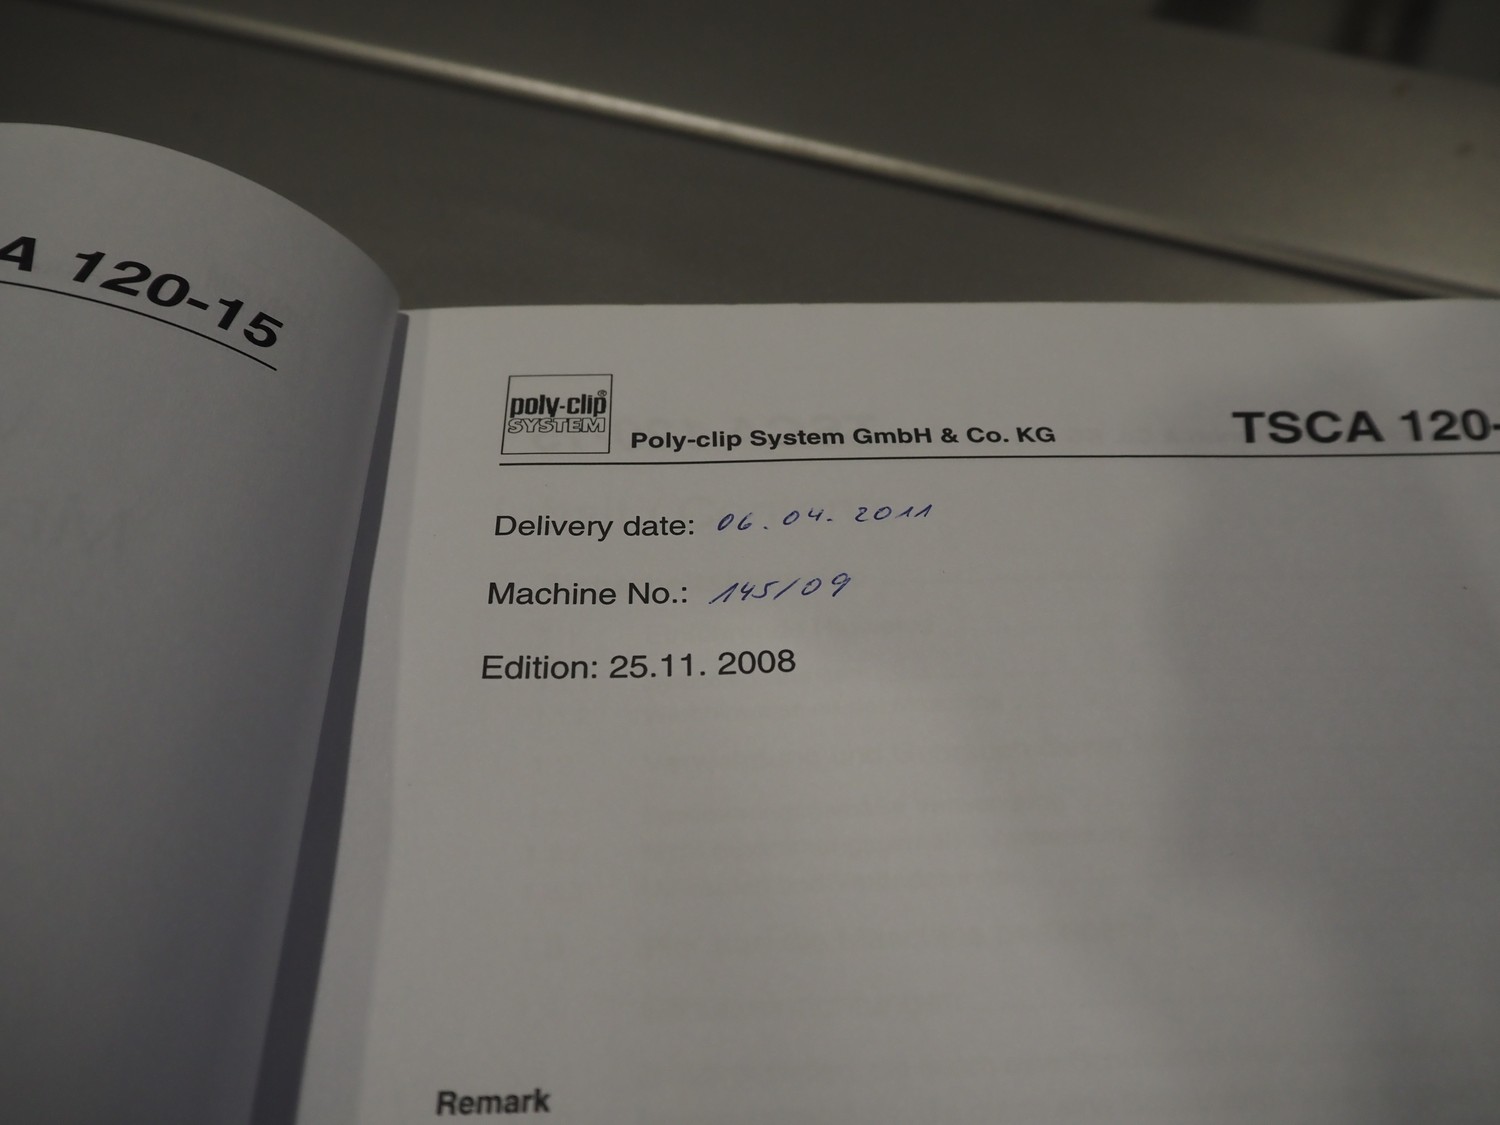 A 120-15
poly-clip®
SYSTEM
Poly-clip System GmbH & Co. KG
TSCA 120-
Delivery date: 06.04.2011
Machine No.: 145/09
Edition: 25.11. 2008
Remark